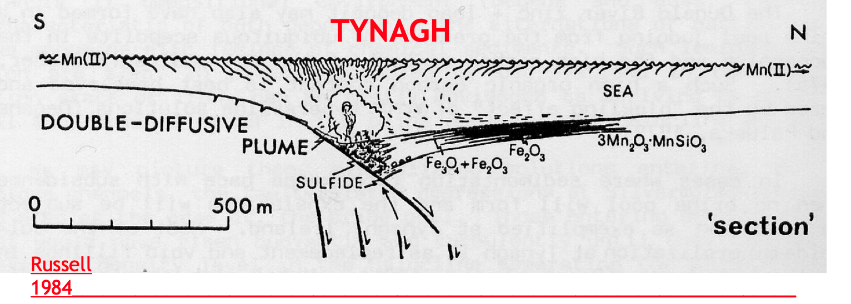 TYNAGH
S
N
Mn(II)
Mn(II)
SEA
DOUBLE-DIFFUSIVE
PLUME
3Mn₂O₃·MnSiO₃
Fe₂O₃
Fe₃O₄+Fe₂O₃
SULFIDE
0
500 m
'section'
Russell
1984